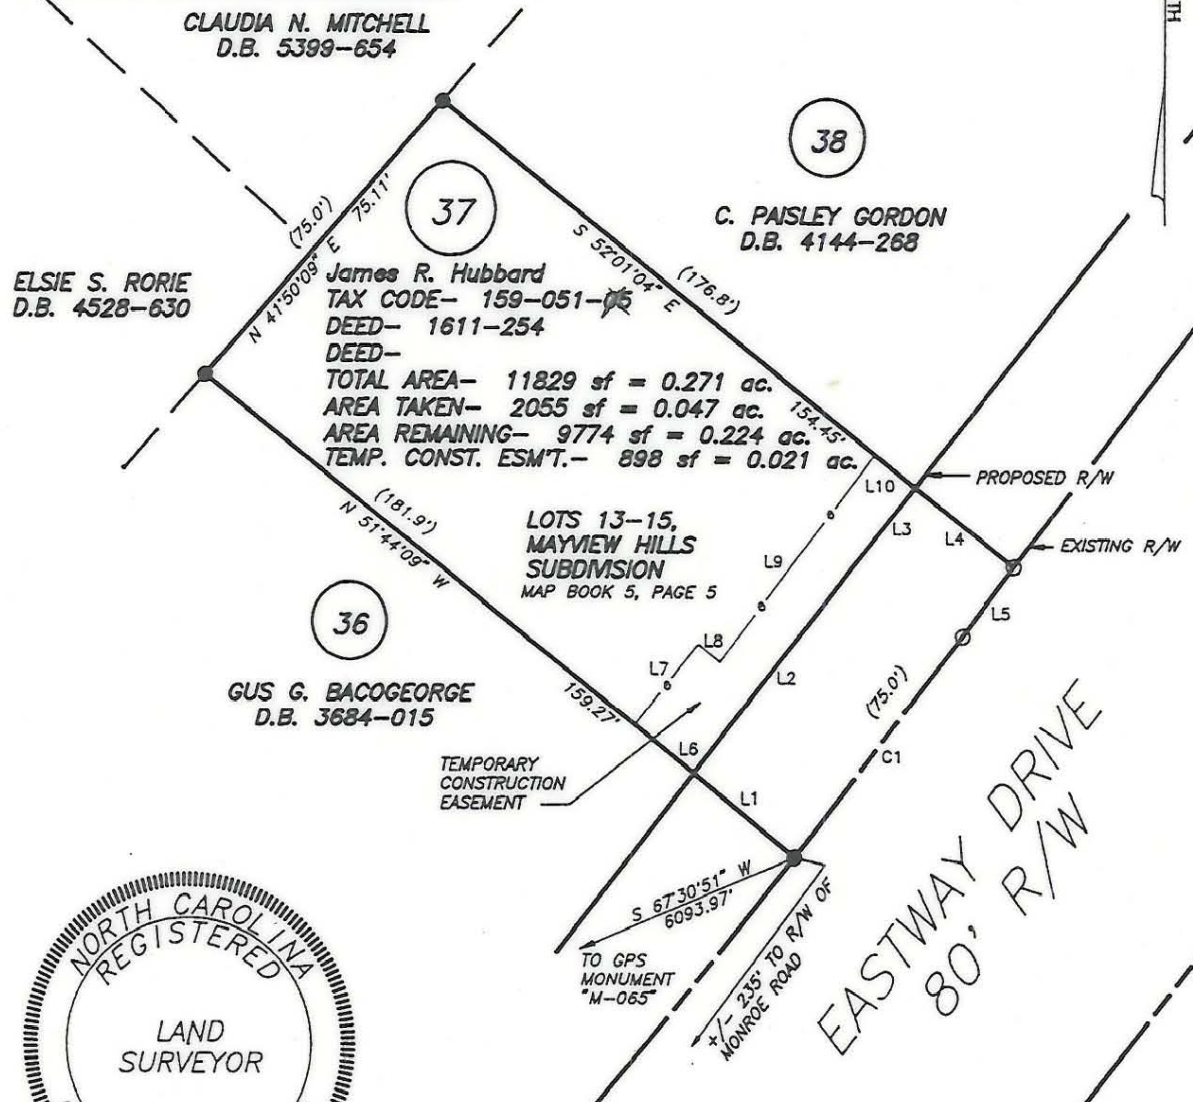 CLAUDIA N. MITCHELL
D.B. 5399-654
TH
38
C. PAISLEY GORDON
D.B. 4144-268
37
(75.0')
75.11'
N 41°50'09" E
S 52°01'04" E
(176.8')
154.45'
ELSIE S. RORIE
D.B. 4528-630
James R. Hubbard
TAX CODE- 159-051-05
DEED- 1611-254
DEED-
TOTAL AREA- 11829 sf = 0.271 ac.
AREA TAKEN- 2055 sf = 0.047 ac.
AREA REMAINING- 9774 sf = 0.224 ac.
TEMP. CONST. ESM'T.- 898 sf = 0.021 ac.
L10
PROPOSED R/W
(181.9')
N 51°44'09" W
159.27'
LOTS 13-15,
MAYVIEW HILLS
SUBDIVISION
MAP BOOK 5, PAGE 5
L3
L4
EXISTING R/W
L9
L5
36
L8
L7
L2
GUS G. BACOGEORGE
D.B. 3684-015
(75.0')
C1
L6
L1
TEMPORARY
CONSTRUCTION
EASEMENT
EASTWAY DRIVE
80' R/W
S 67°30'51" W
6093.97'
TO GPS
MONUMENT
"M-065"
+/- 235' TO R/W OF
MONROE ROAD
NORTH CAROLINA
REGISTERED
LAND
SURVEYOR